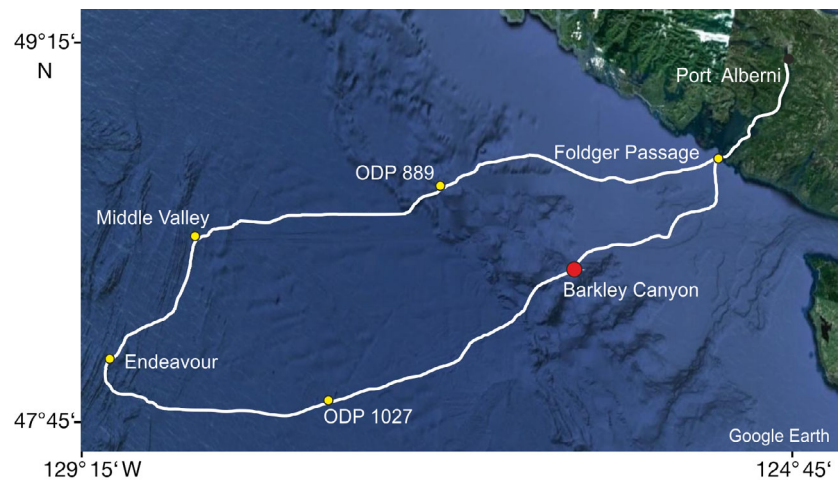 49°15‘
N
Port Alberni
Foldger Passage
ODP 889
Middle Valley
Barkley Canyon
Endeavour
ODP 1027
47°45‘
Google Earth
129° 15‘ W
124° 45‘